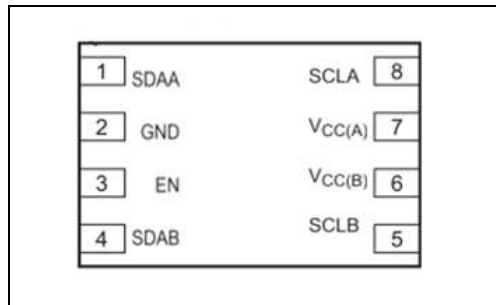 1 SDAA SCLA 8
2 GND VCC(A) 7
3 EN VCC(B) 6
4 SDAB SCLB 5